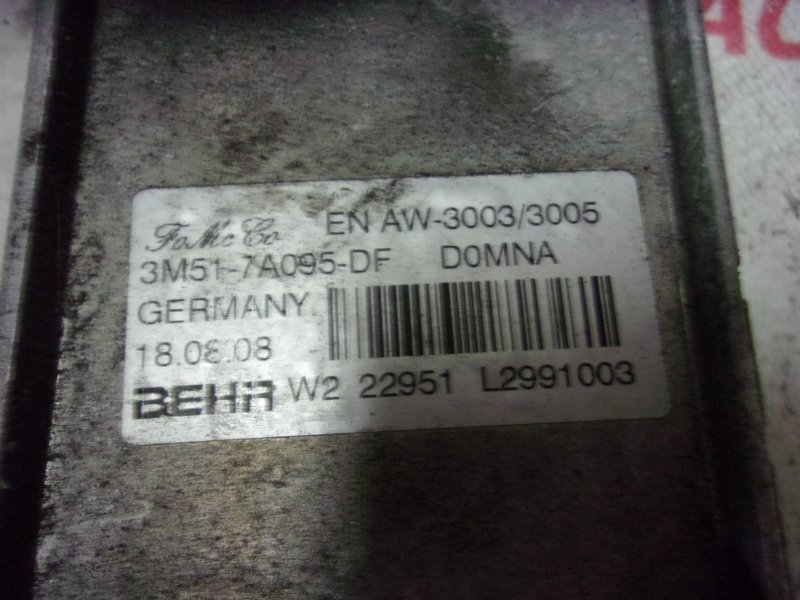 FoMoCo EN AW-3003/3005
3M51-7A095-DF D0MNA
GERMANY
18.08.08
BEHR W2 22951 L2991003